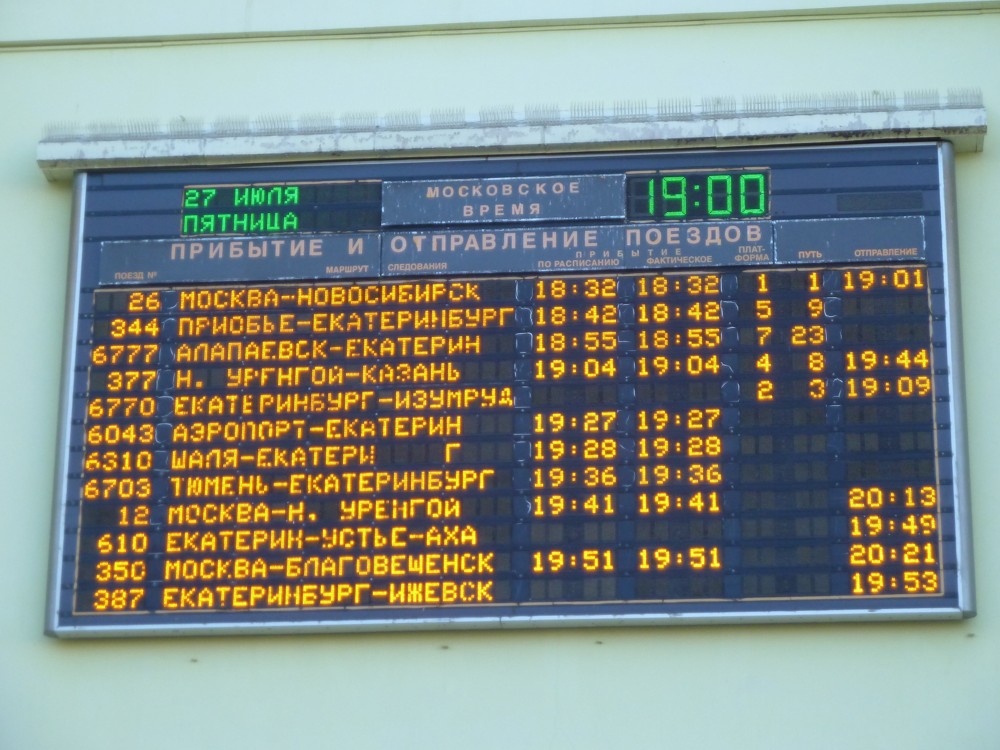 27 ИЮЛЯ
ПЯТНИЦА
МОСКОВСКОЕ
ВРЕМЯ
19:00
ПРИБЫТИЕ И ОТПРАВЛЕНИЕ ПОЕЗДОВ
ПОЕЗД № МАРШРУТ СЛЕДОВАНИЯ ПРИБЫТИЕ ПО РАСПИСАНИЮ ФАКТИЧЕСКОЕ ПЛАТ-ФОРМА ПУТЬ ОТПРАВЛЕНИЕ
26 МОСКВА-НОВОСИБИРСК 18:32 18:32 1 1 19:01
344 ПРИОБЬЕ-ЕКАТЕРИНБУРГ 18:42 18:42 5 9
6777 АЛАПАЕВСК-ЕКАТЕРИН 18:55 18:55 7 23
377 Н. УРЕНГОЙ-КАЗАНЬ 19:04 19:04 4 8 19:44
6770 ЕКАТЕРИНБУРГ-ИЗУМРУД 2 3 19:09
6043 АЭРОПОРТ-ЕКАТЕРИН 19:27 19:27
6310 ШАЛЯ-ЕКАТЕРИ Г 19:28 19:28
6703 ТЮМЕНЬ-ЕКАТЕРИНБУРГ 19:36 19:36
12 МОСКВА-Н. УРЕНГОЙ 19:41 19:41 20:13
610 ЕКАТЕРИН-УСТЬЕ-АХА 19:49
350 МОСКВА-БЛАГОВЕЩЕНСК 19:51 19:51 20:21
387 ЕКАТЕРИНБУРГ-ИЖЕВСК 19:53